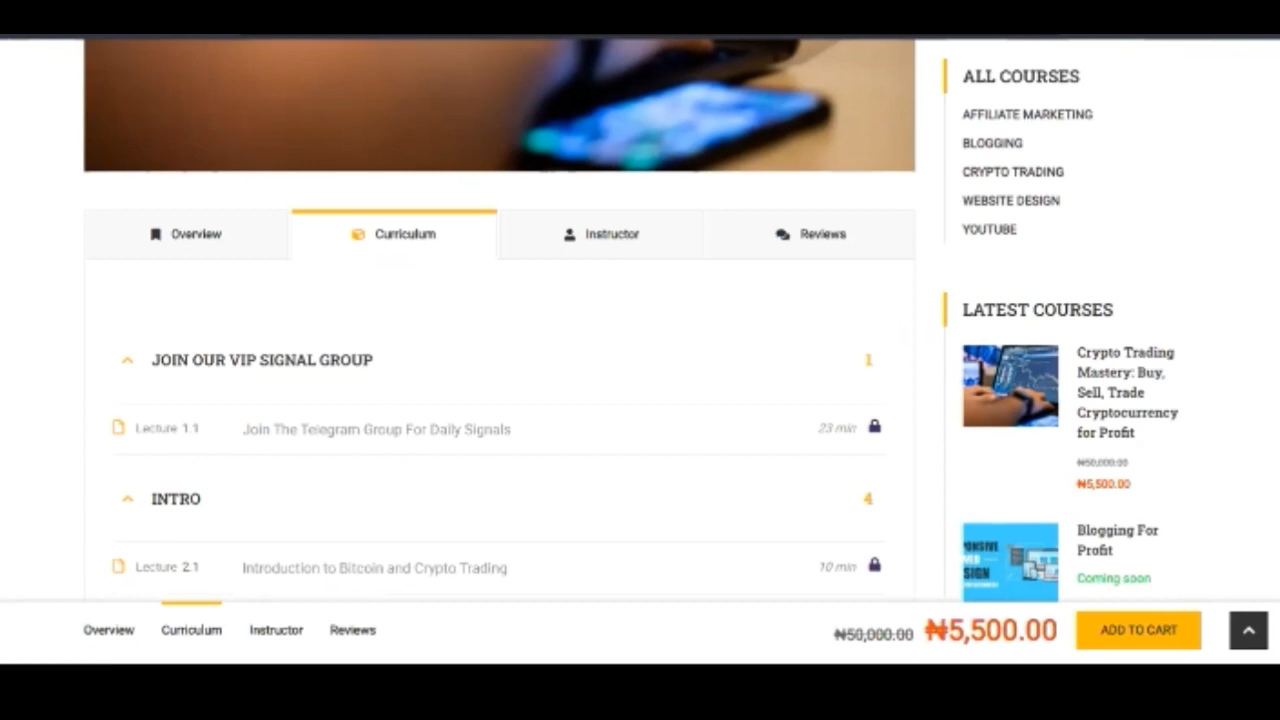 ALL COURSES
AFFILIATE MARKETING
BLOGGING
CRYPTO TRADING
WEBSITE DESIGN
YOUTUBE
Overview
Curriculum
Instructor
Reviews
JOIN OUR VIP SIGNAL GROUP
1
Lecture 1.1
Join The Telegram Group For Daily Signals
23 min
INTRO
4
Lecture 2.1
Introduction to Bitcoin and Crypto Trading
10 min
LATEST COURSES
Crypto Trading
Mastery: Buy,
Sell, Trade
Cryptocurrency
for Profit
₦50,000.00
₦5,500.00
Blogging For
Profit
Coming soon
Overview
Curriculum
Instructor
Reviews
₦50,000.00
₦5,500.00
ADD TO CART